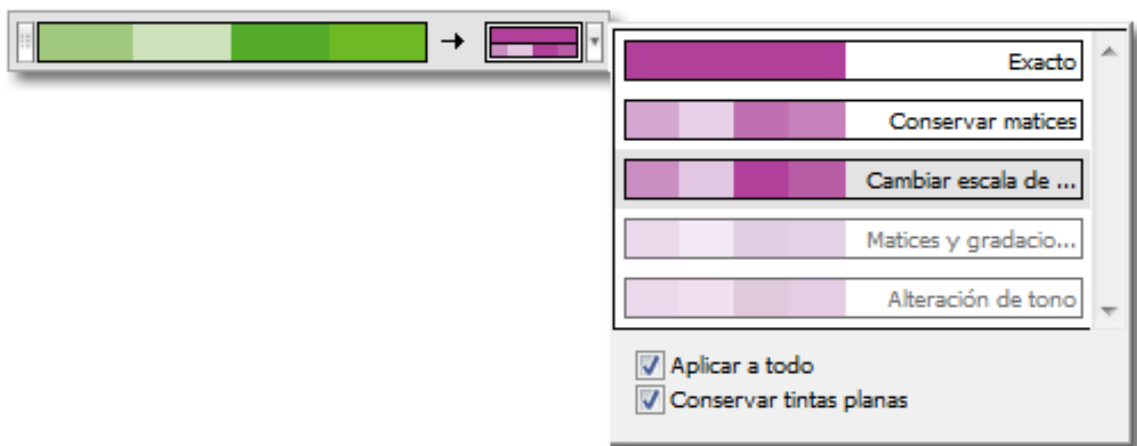 Exacto
Conservar matices
Cambiar escala de ...
Matices y gradacio...
Alteración de tono
Aplicar a todo
Conservar tintas planas